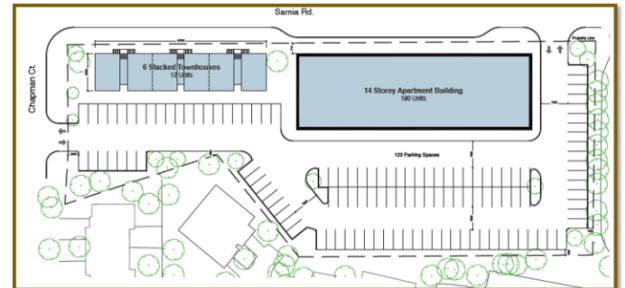 Sarnia Rd.
Property Line
Chapman Ct.
6 Stacked Townhouses
12 Units
14 Storey Apartment Building
190 Units
122 Parking Spaces